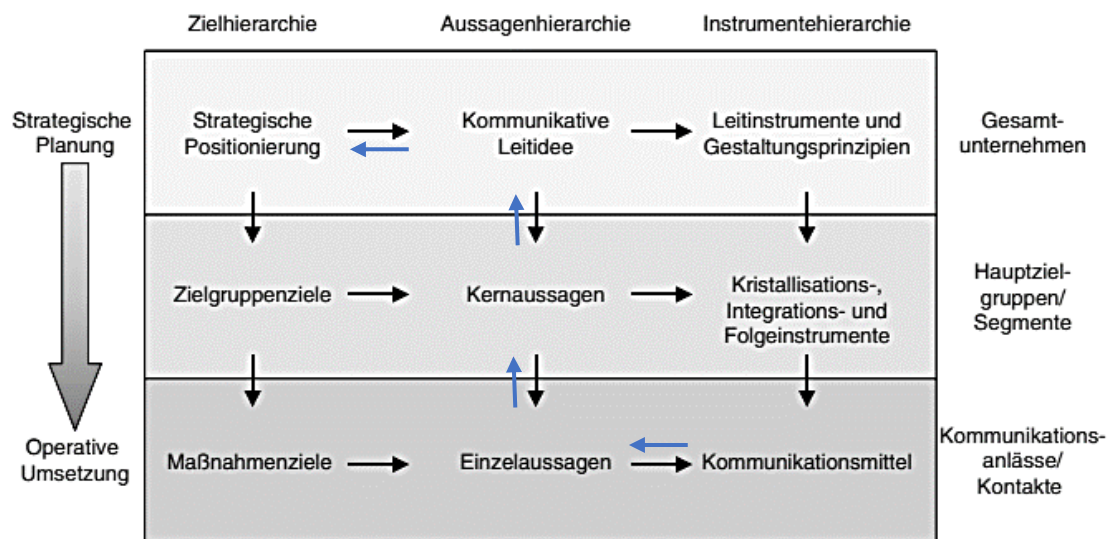 Zielhierarchie
Aussagenhierarchie
Instrumentehierarchie
Strategische
Planung
Strategische
Positionierung
Kommunikative
Leitidee
Leitinstrumente und
Gestaltungsprinzipien
Gesamt-
unternehmen
Zielgruppenziele
Kernaussagen
Kristallisations-,
Integrations- und
Folgeinstrumente
Hauptziel-
gruppen/
Segmente
Operative
Umsetzung
Maßnahmenziele
Einzelaussagen
Kommunikationsmittel
Kommunikations-
anlässe/
Kontakte